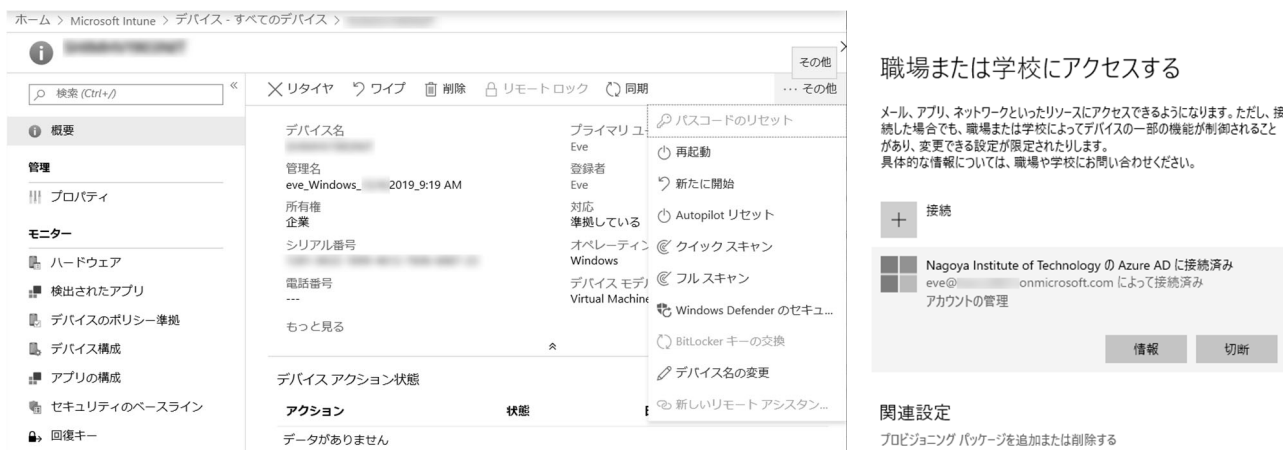 ホーム > Microsoft Intune > デバイス - すべてのデバイス >
その他
検索 (Ctrl+/)
«
リタイヤ ワイプ 削除 リモート ロック 同期 ··· その他
概要
管理
プロパティ
モニター
ハードウェア
検出されたアプリ
デバイスのポリシー準拠
デバイス構成
アプリの構成
セキュリティのベースライン
回復キー
デバイス名
管理名
eve_Windows_ 2019_9:19 AM
所有権
企業
シリアル番号
電話番号
---
もっと見る
プライマリ ユー
Eve
登録者
Eve
対応
準拠している
オペレーティン
Windows
デバイス モデル
Virtual Machine
デバイス アクション状態
アクション 状態
データがありません
パスコードのリセット
再起動
新たに開始
Autopilot リセット
クイック スキャン
フル スキャン
Windows Defender のセキュ...
BitLocker キーの交換
デバイス名の変更
新しいリモート アシスタン...
職場または学校にアクセスする
メール、アプリ、ネットワークといったリソースにアクセスできるようになります。ただし、接
続した場合でも、職場または学校によってデバイスの一部の機能が制御されること
があり、変更できる設定が限定されたりします。
具体的な情報については、職場や学校にお問い合わせください。
接続
Nagoya Institute of Technology の Azure AD に接続済み
eve@ onmicrosoft.com によって接続済み
アカウントの管理
情報 切断
関連設定
プロビジョニング パッケージを追加または削除する